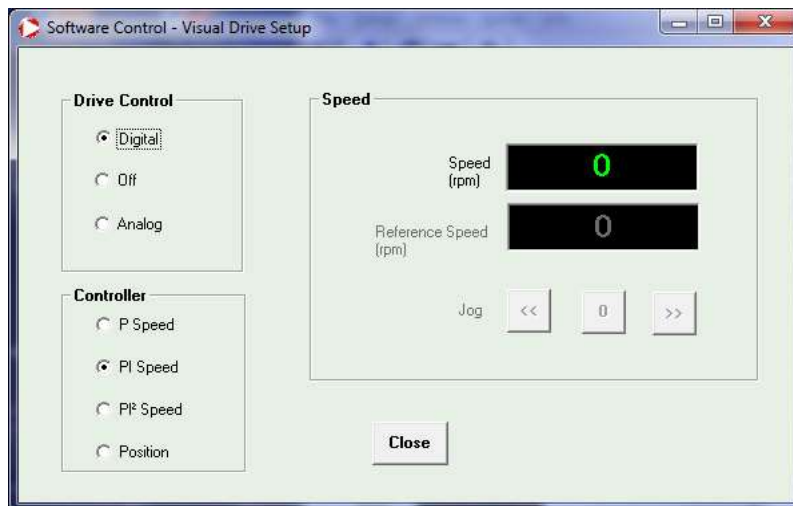 Software Control - Visual Drive Setup
Drive Control
Digital
Off
Analog
Controller
P Speed
PI Speed
PI² Speed
Position
Speed
Speed
(rpm)
0
Reference Speed
(rpm)
0
Jog
<<
0
>>
Close